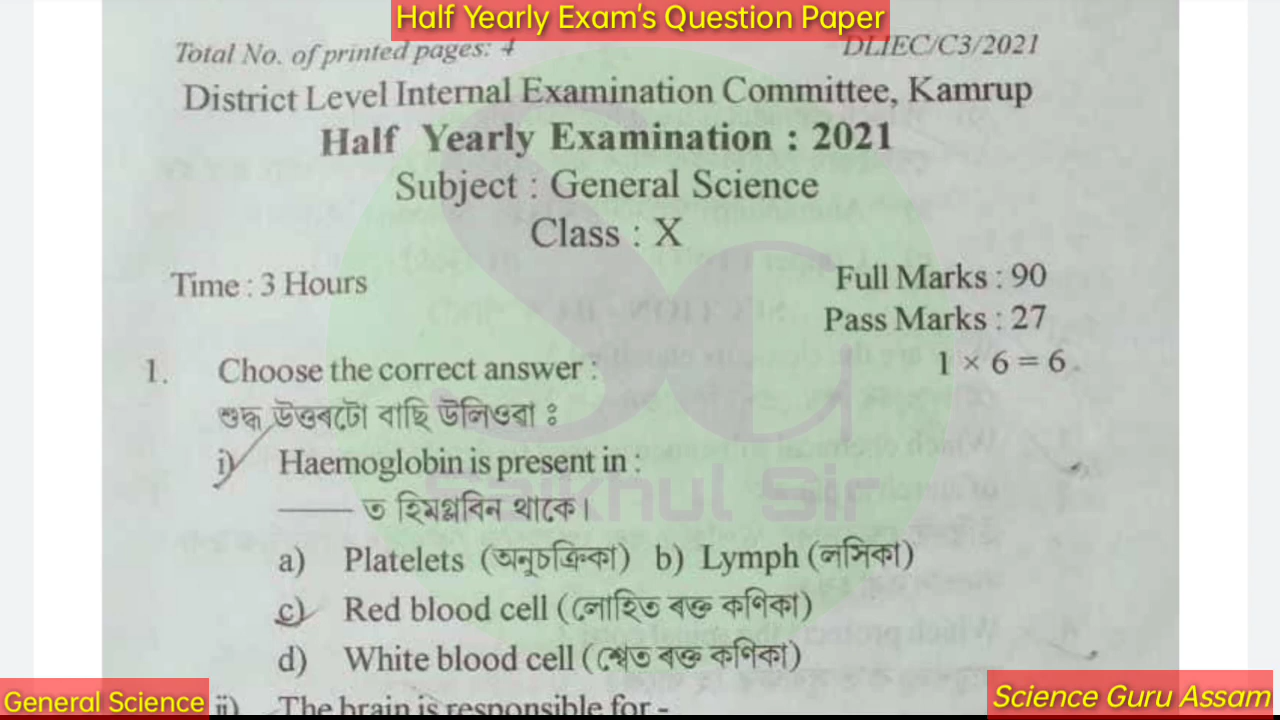 Half Yearly Exam's Question Paper
Total No. of printed pages: 4 DLIEC/C3/2021
District Level Internal Examination Committee, Kamrup
Half Yearly Examination : 2021
Subject : General Science
Class : X
Time : 3 Hours Full Marks : 90
Pass Marks : 27
1. Choose the correct answer : 1 × 6 = 6
শুদ্ধ উত্তৰটো বাছি উলিওৱা ঃ
i) Haemoglobin is present in :
——— ত হিমগ্লবিন থাকে।
a) Platelets (অনুচক্ৰিকা) b) Lymph (লসিকা)
c) Red blood cell (লোহিত ৰক্ত কণিকা)
d) White blood cell (শ্বেত ৰক্ত কণিকা)
ii) The brain is responsible for -
Saikhul Sir
General Science
Science Guru Assam